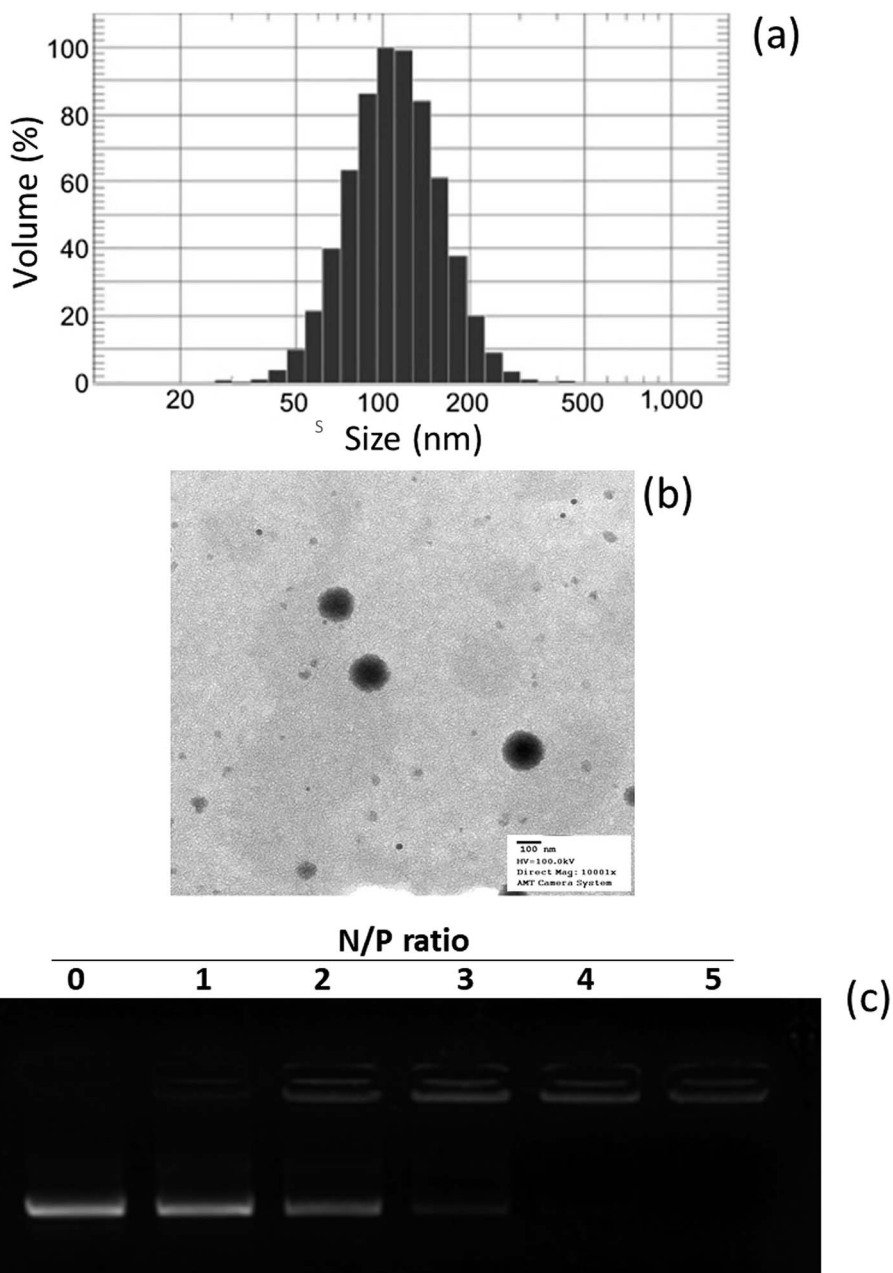 (a)
Volume (%)
100
80
60
40
20
0
20 50 100 200 500 1,000
S
Size (nm)
(b)
100 nm
HV=100.0kV
Direct Mag: 10001x
AMT Camera System
N/P ratio
0 1 2 3 4 5
(c)